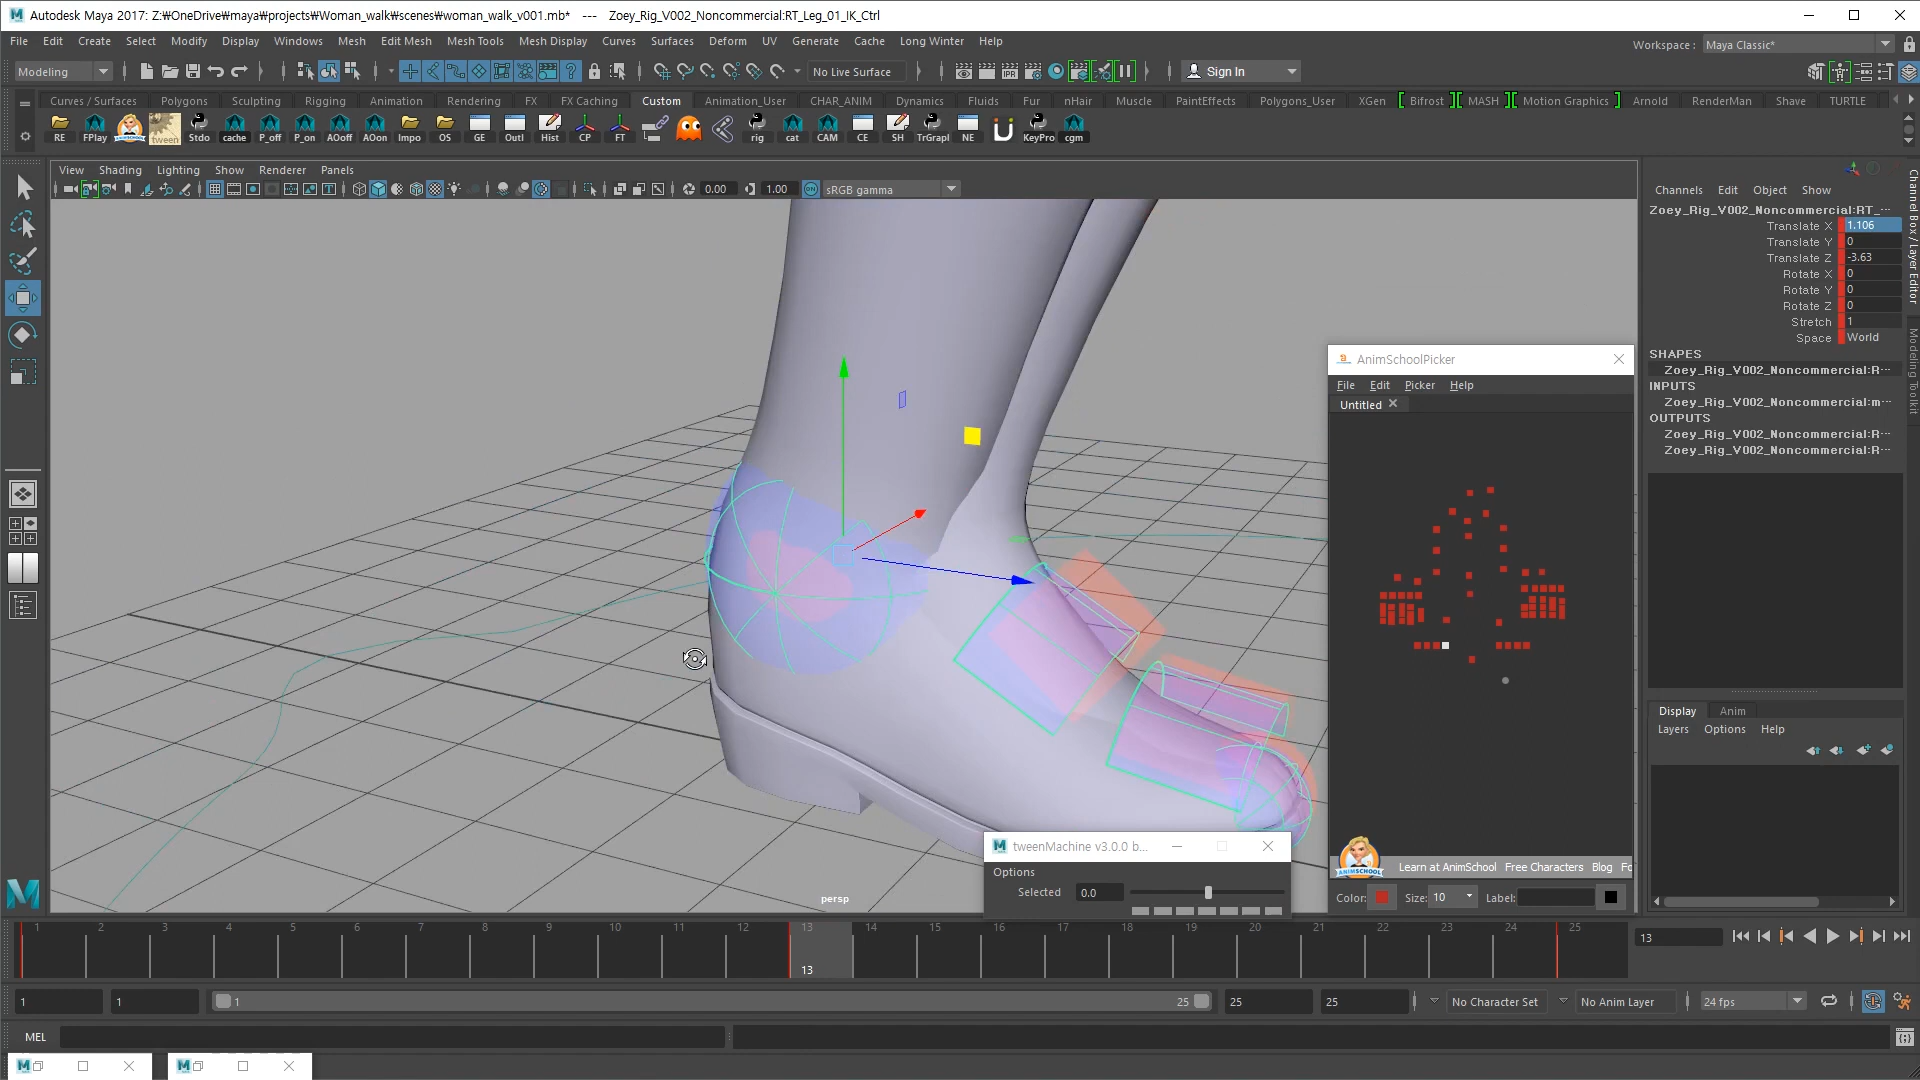 Autodesk Maya 2017: Z:₩OneDrive₩maya₩projects₩Woman_walk₩scenes₩woman_walk_v001.mb* --- Zoey_Rig_V002_Noncommercial:RT_Leg_01_IK_Ctrl
File Edit Create Select Modify Display Windows Mesh Edit Mesh Mesh Tools Mesh Display Curves Surfaces Deform UV Generate Cache Long Winter Help
Workspace : Maya Classic*
Modeling
No Live Surface
Sign In
Curves / Surfaces Polygons Sculpting Rigging Animation Rendering FX FX Caching Custom Animation_User CHAR_ANIM Dynamics Fluids Fur nHair Muscle PaintEffects Polygons_User XGen Bifrost MASH Motion Graphics Arnold RenderMan Shave TURTLE
RE FPlay tween Stdo cache P_off P_on AOoff AOon Impo OS GE Outl Hist CP FT rig cat CAM CE SH TrGrapl NE KeyPro cgm
View Shading Lighting Show Renderer Panels
0.00 1.00 sRGB gamma
Channels Edit Object Show
Zoey_Rig_V002_Noncommercial:RT_···
Translate X 1.106
Translate Y 0
Translate Z -3.63
Rotate X 0
Rotate Y 0
Rotate Z 0
Stretch 1
Space World
SHAPES
Zoey_Rig_V002_Noncommercial:R···
INPUTS
Zoey_Rig_V002_Noncommercial:m···
OUTPUTS
Zoey_Rig_V002_Noncommercial:R···
Zoey_Rig_V002_Noncommercial:R···
Channel Box / Layer Editor
Modeling Toolkit
AnimSchoolPicker
File Edit Picker Help
Untitled
ANIMSCHOOL
Learn at AnimSchool Free Characters Blog Fo
Color: Size: 10 Label:
Display Anim
Layers Options Help
tweenMachine v3.0.0 b...
Options
Selected 0.0
persp
1 2 3 4 5 6 7 8 9 10 11 12 13 14 15 16 17 18 19 20 21 22 23 24 25
13
13
1 1 1 25 25 25 No Character Set No Anim Layer 24 fps
MEL